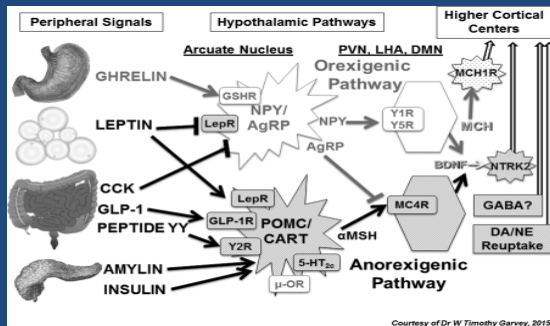 Peripheral Signals
Hypothalamic Pathways
Higher Cortical
Centers
Arcuate Nucleus
PVN, LHA, DMN
Orexigenic
Pathway
MCH1R
GHRELIN
GSHR
NPY/
AgRP
NPY
Y1R
Y5R
MCH
LEPTIN
LepR
AgRP
BDNF
NTRK2
CCK
GLP-1
PEPTIDE YY
LepR
GLP-1R
Y2R
POMC/
CART
αMSH
MC4R
GABA?
DA/NE
Reuptake
AMYLIN
INSULIN
5-HT2c
μ-OR
Anorexigenic
Pathway
Courtesy of Dr W Timothy Garvey, 2015